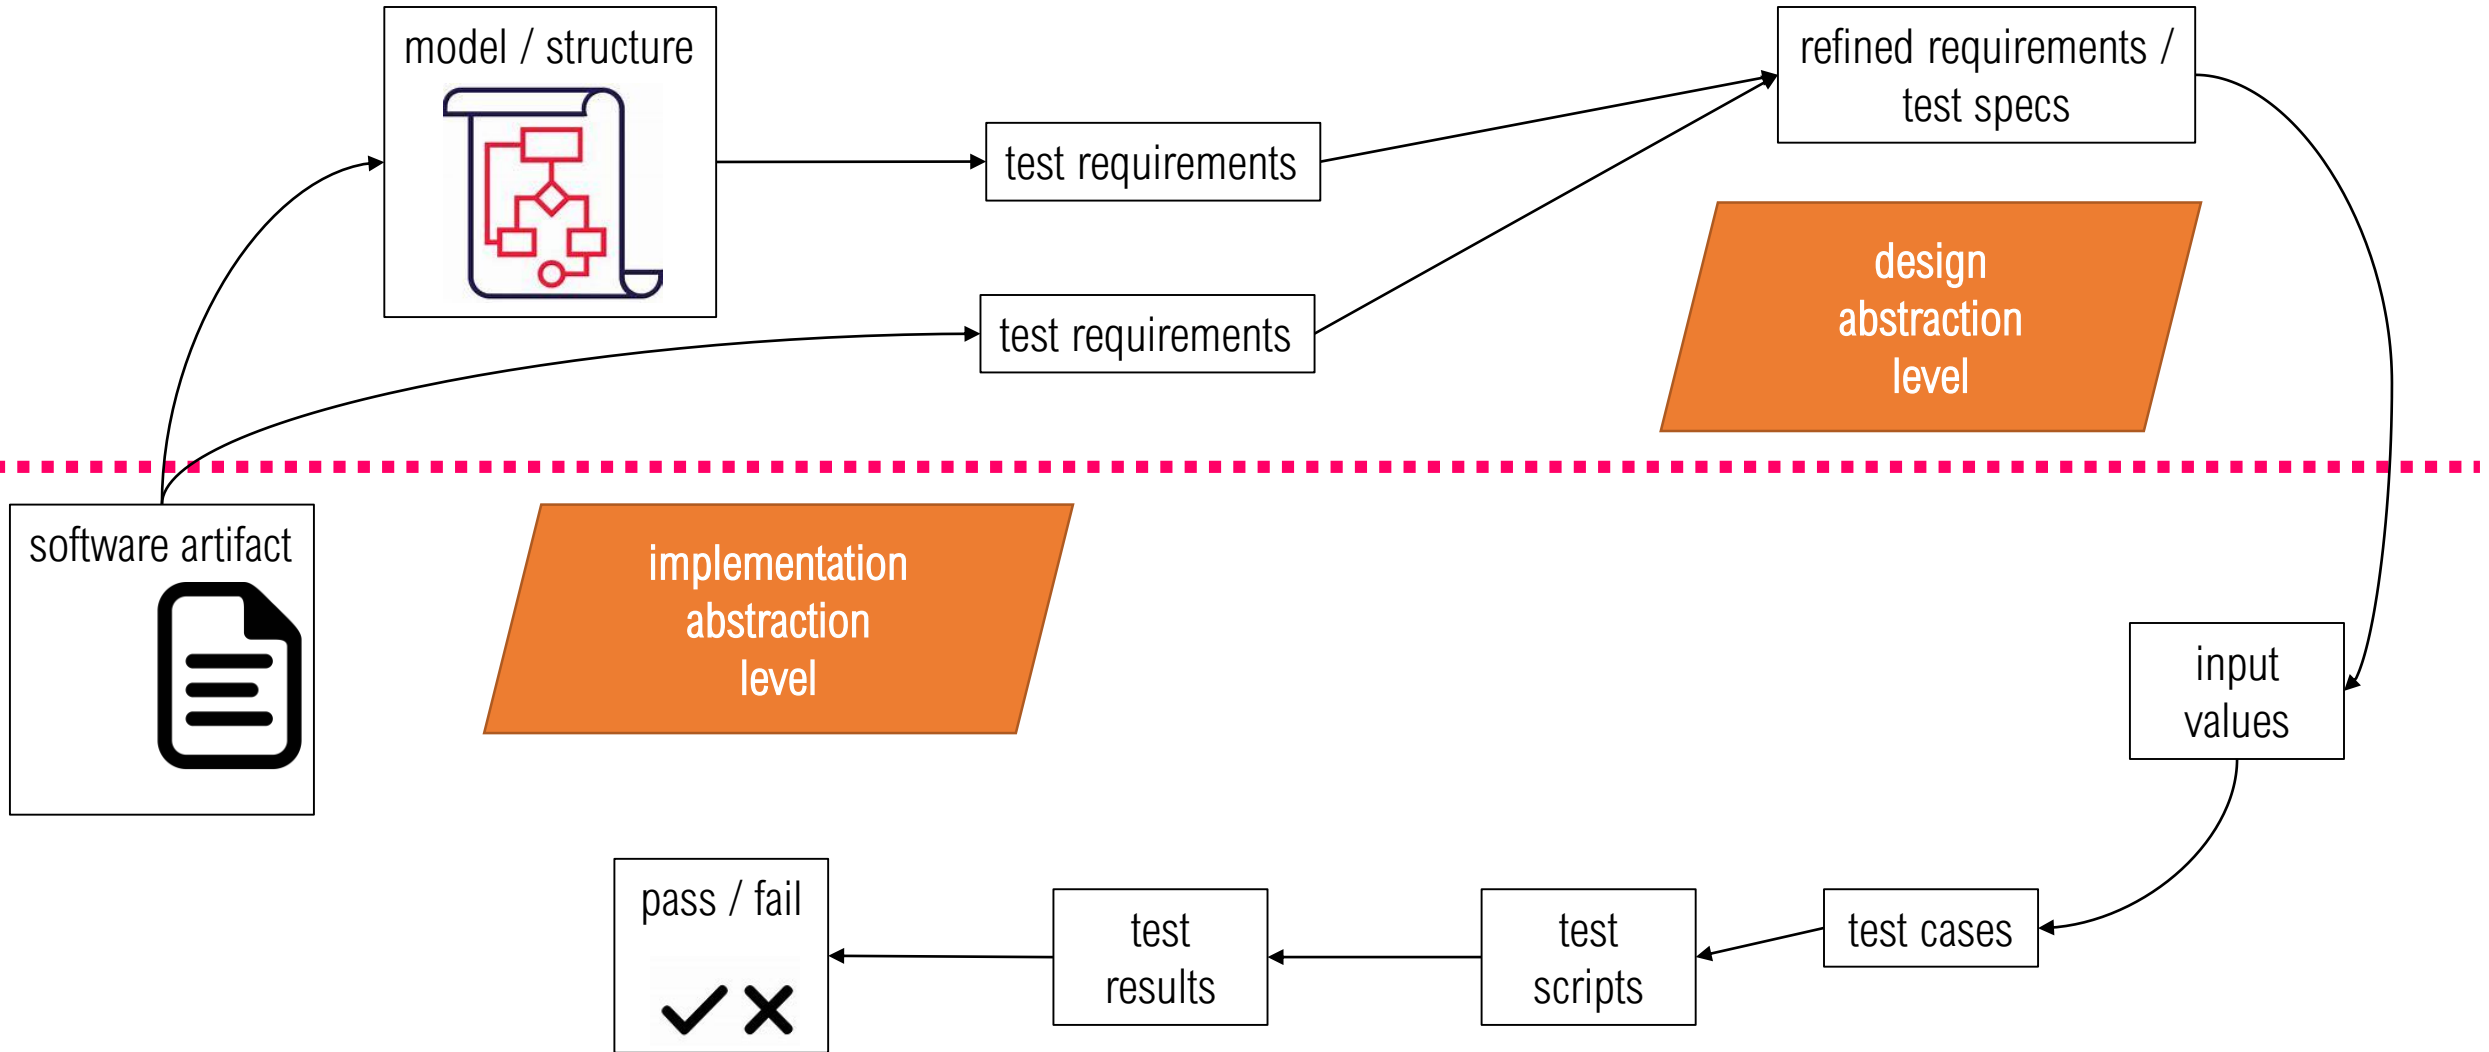 model / structure
refined requirements /
test specs
test requirements
test requirements
design
abstraction
level
software artifact
implementation
abstraction
level
input
values
pass / fail
test
results
test
scripts
test cases